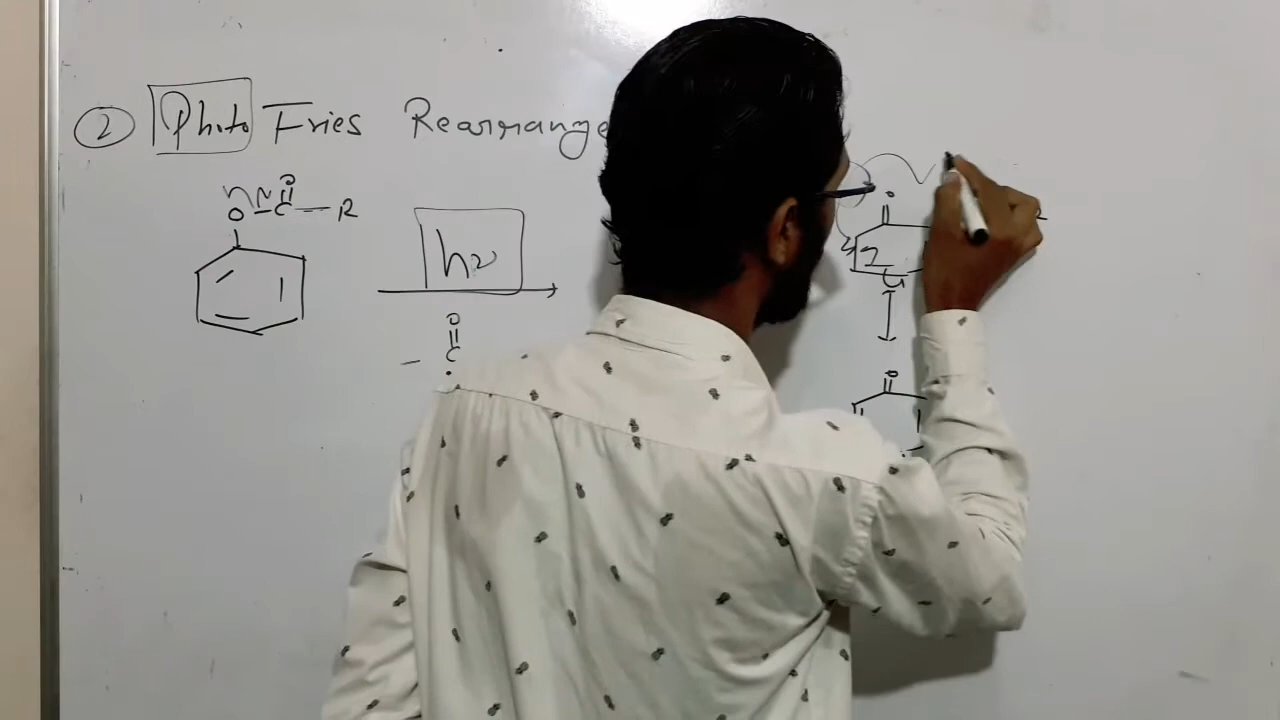 ② Photo Fries Rearrange
O
O – C – R
hν
O
– C
O
O